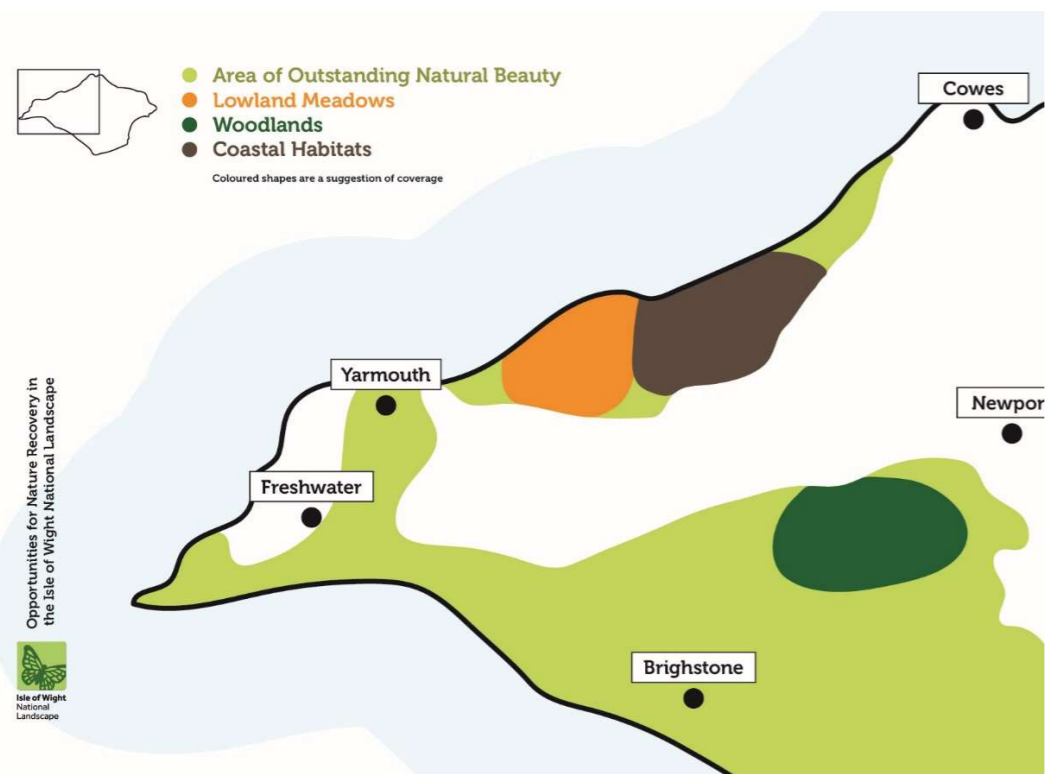 Area of Outstanding Natural Beauty
Lowland Meadows
Woodlands
Coastal Habitats
Coloured shapes are a suggestion of coverage
Cowes
Yarmouth
Newpor
Freshwater
Brighstone
Opportunities for Nature Recovery in
the Isle of Wight National Landscape
Isle of Wight
National
Landscape